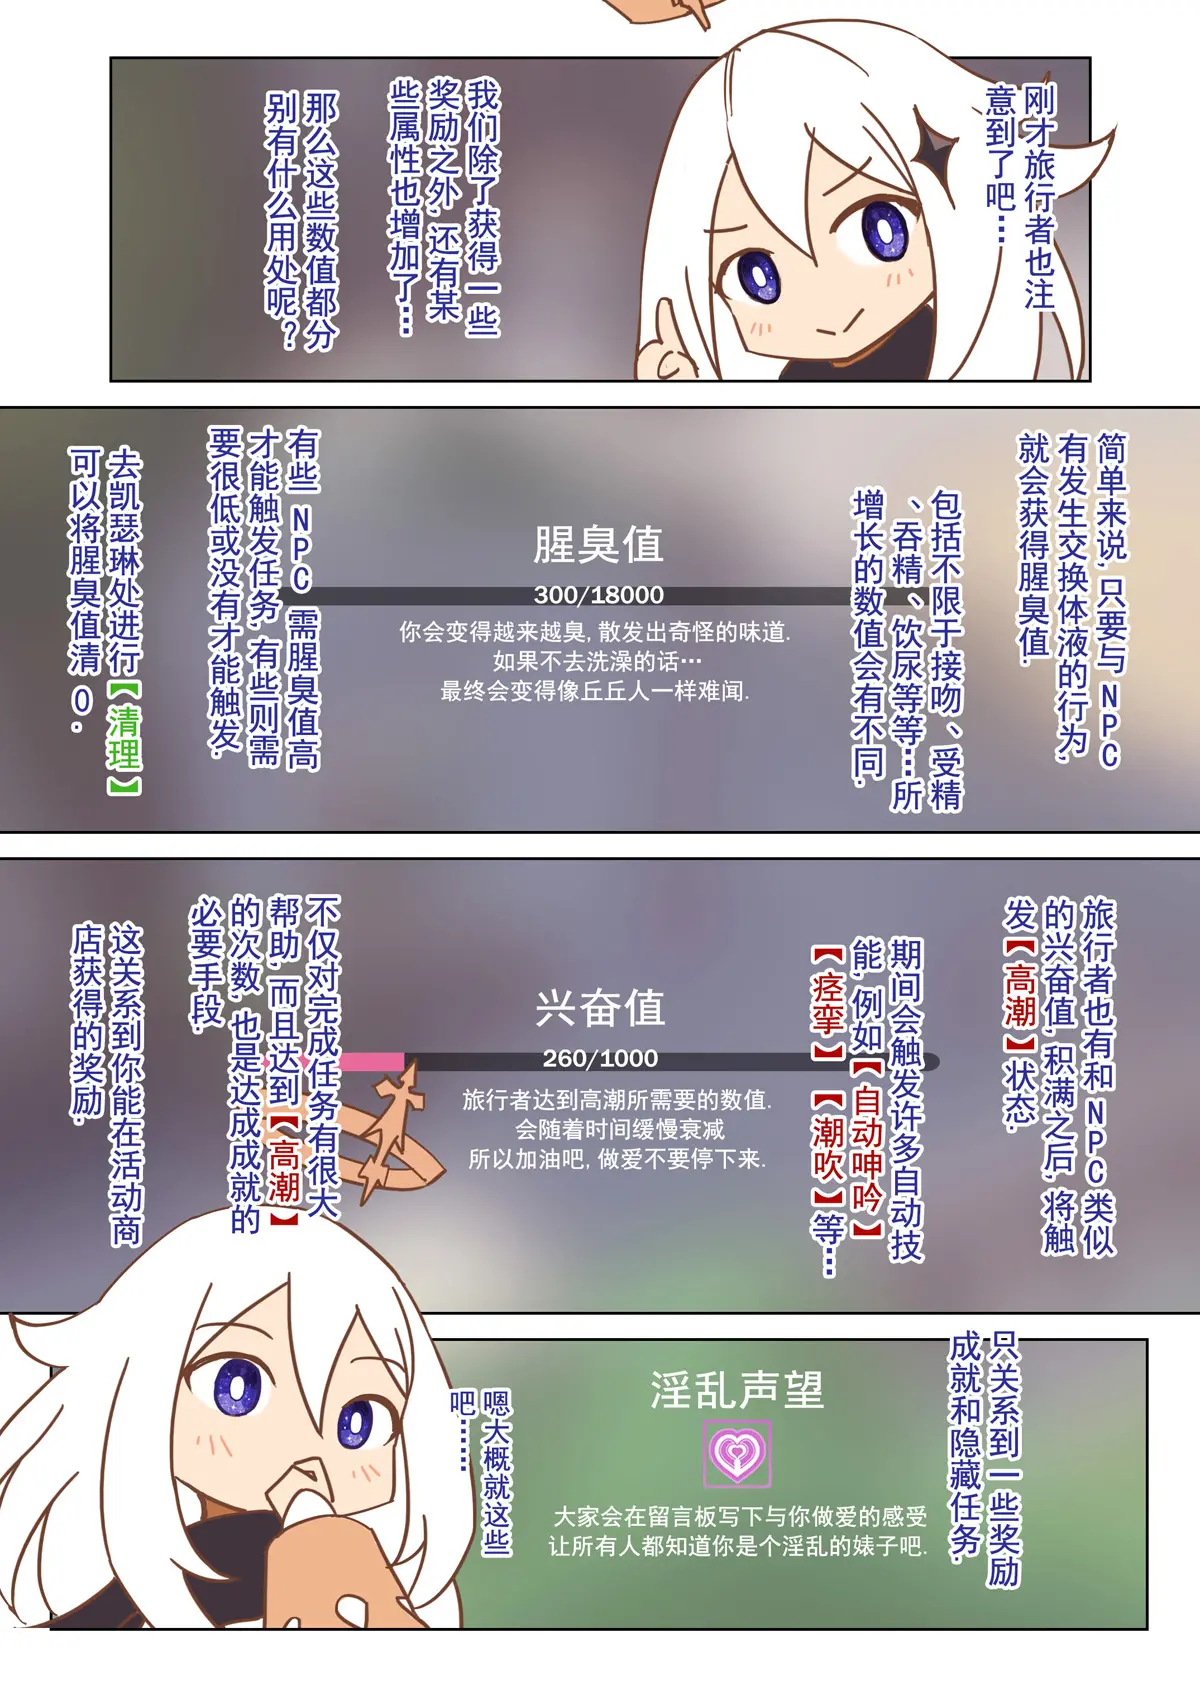 刚才旅行者也注
意到了吧…
我们除了获得一些
奖励之外,还有某
些属性也增加了…
那么这些数值都分
别有什么用处呢?
简单来说,只要与NPC
有发生交换体液的行为,
就会获得腥臭值.
包括不限于接吻、受精
、吞精、饮尿等等…所
增长的数值会有不同.
腥臭值
300/18000
你会变得越来越臭,散发出奇怪的味道.
如果不去洗澡的话…
最终会变得像丘丘人一样难闻.
有些NPC需腥臭值高
才能触发任务,有些则需
要很低或没有才能触发.
去凯瑟琳处进行【清理】
可以将腥臭值清0.
旅行者也有和NPC类似
的兴奋值,积满之后,将触
发【高潮】状态.
期间会触发许多自动技
能,例如【自动呻吟】
【痉挛】【潮吹】等…
兴奋值
260/1000
旅行者达到高潮所需要的数值.
会随着时间缓慢衰减
所以加油吧,做爱不要停下来.
不仅对完成任务有很大
帮助,而且达到【高潮】
的次数,也是达成成就的
必要手段.
这关系到你能在活动商
店获得的奖励.
只关系到一些奖励
成就和隐藏任务.
淫乱声望
大家会在留言板写下与你做爱的感受
让所有人都知道你是个淫乱的婊子吧.
嗯大概就这些
吧……